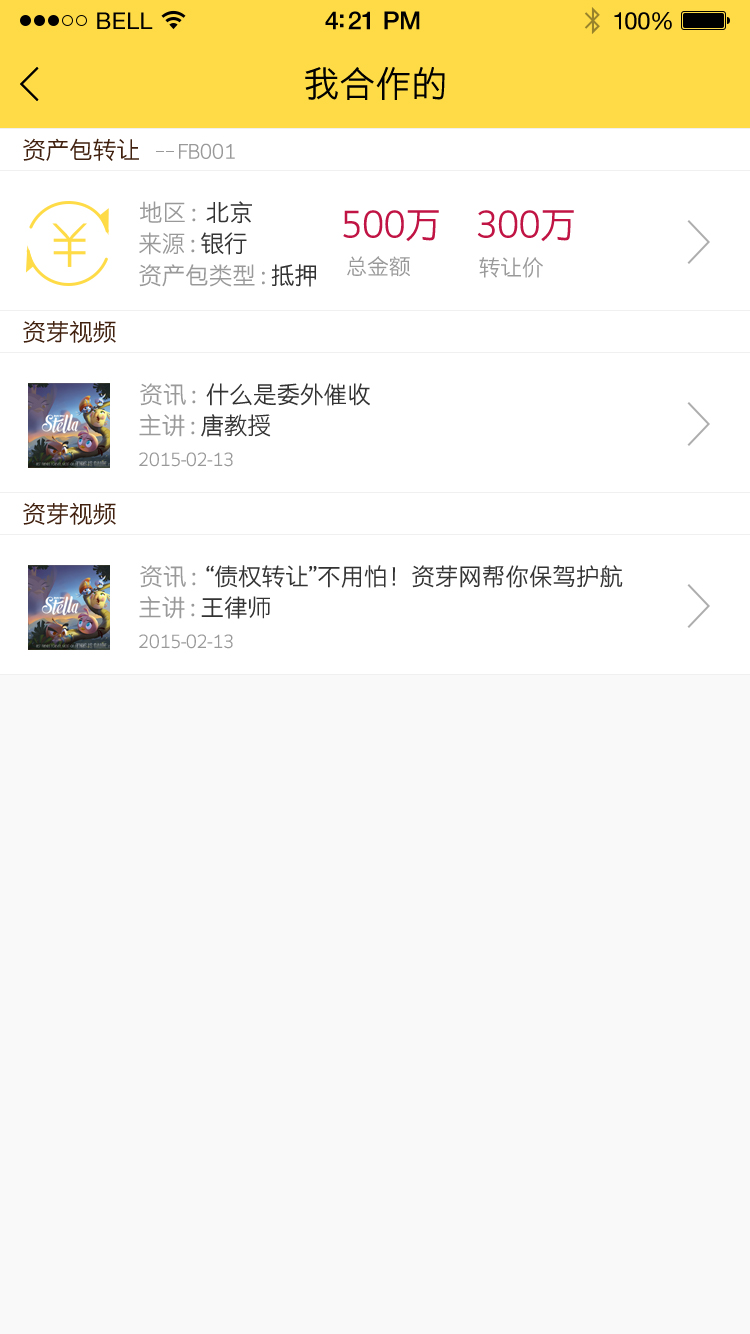 BELL 4:21 PM 100%
我合作的
资产包转让 --FB001
地区：北京
来源：银行
资产包类型：抵押
500万 300万
总金额 转让价
资芽视频
Stella
资讯：什么是委外催收
主讲：唐教授
2015-02-13
资芽视频
Stella
资讯：“债权转让”不用怕！资芽网帮你保驾护航
主讲：王律师
2015-02-13